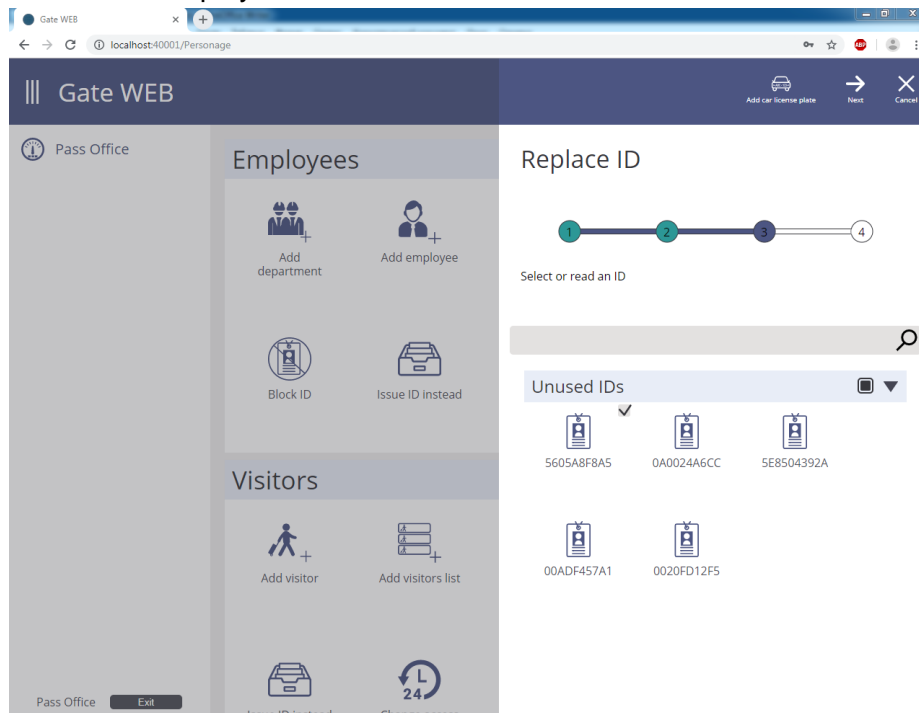 Gate WEB
localhost:40001/Personage
ABP
Gate WEB
Add car license plate
Next
Cancel
Pass Office
Employees
Add department
Add employee
Block ID
Issue ID instead
Visitors
Add visitor
Add visitors list
24
Pass Office
Exit
Replace ID
1
2
3
4
Select or read an ID
Unused IDs
5605A8F8A5
0A0024A6CC
5E8504392A
00ADF457A1
0020FD12F5